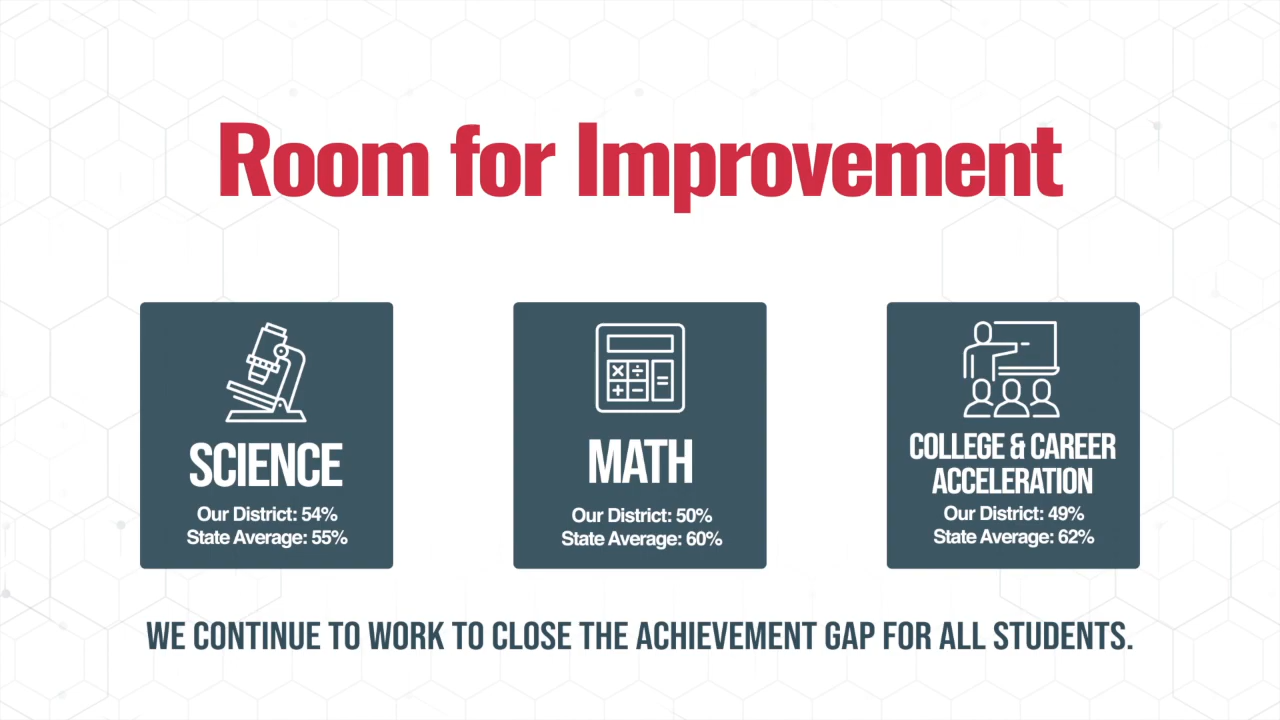 Room for Improvement
SCIENCE
Our District: 54%
State Average: 55%
MATH
Our District: 50%
State Average: 60%
COLLEGE & CAREER
ACCELERATION
Our District: 49%
State Average: 62%
WE CONTINUE TO WORK TO CLOSE THE ACHIEVEMENT GAP FOR ALL STUDENTS.